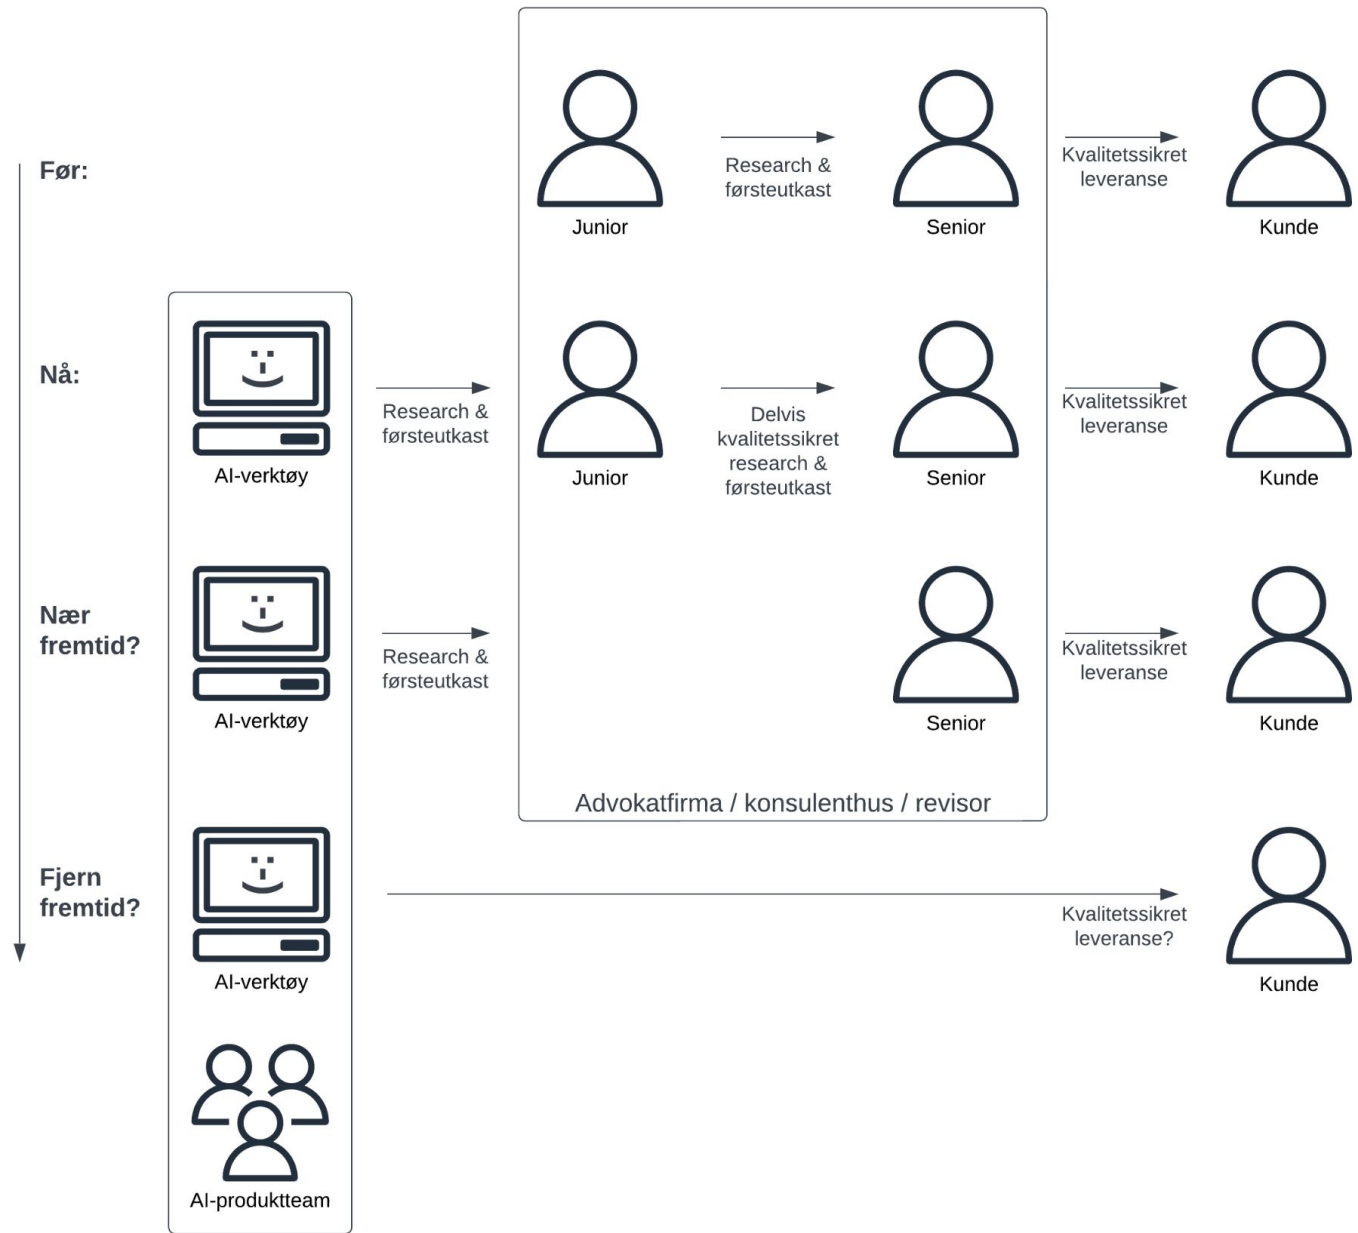 Før:
Junior
Research &
førsteutkast
Senior
Kvalitetssikret
leveranse
Kunde
Nå:
AI-verktøy
Research &
førsteutkast
Junior
Delvis
kvalitetssikret
research &
førsteutkast
Senior
Kvalitetssikret
leveranse
Kunde
Nær
fremtid?
AI-verktøy
Research &
førsteutkast
Senior
Kvalitetssikret
leveranse
Kunde
Advokatfirma / konsulenthus / revisor
Fjern
fremtid?
AI-verktøy
Kvalitetssikret
leveranse?
Kunde
AI-produktteam